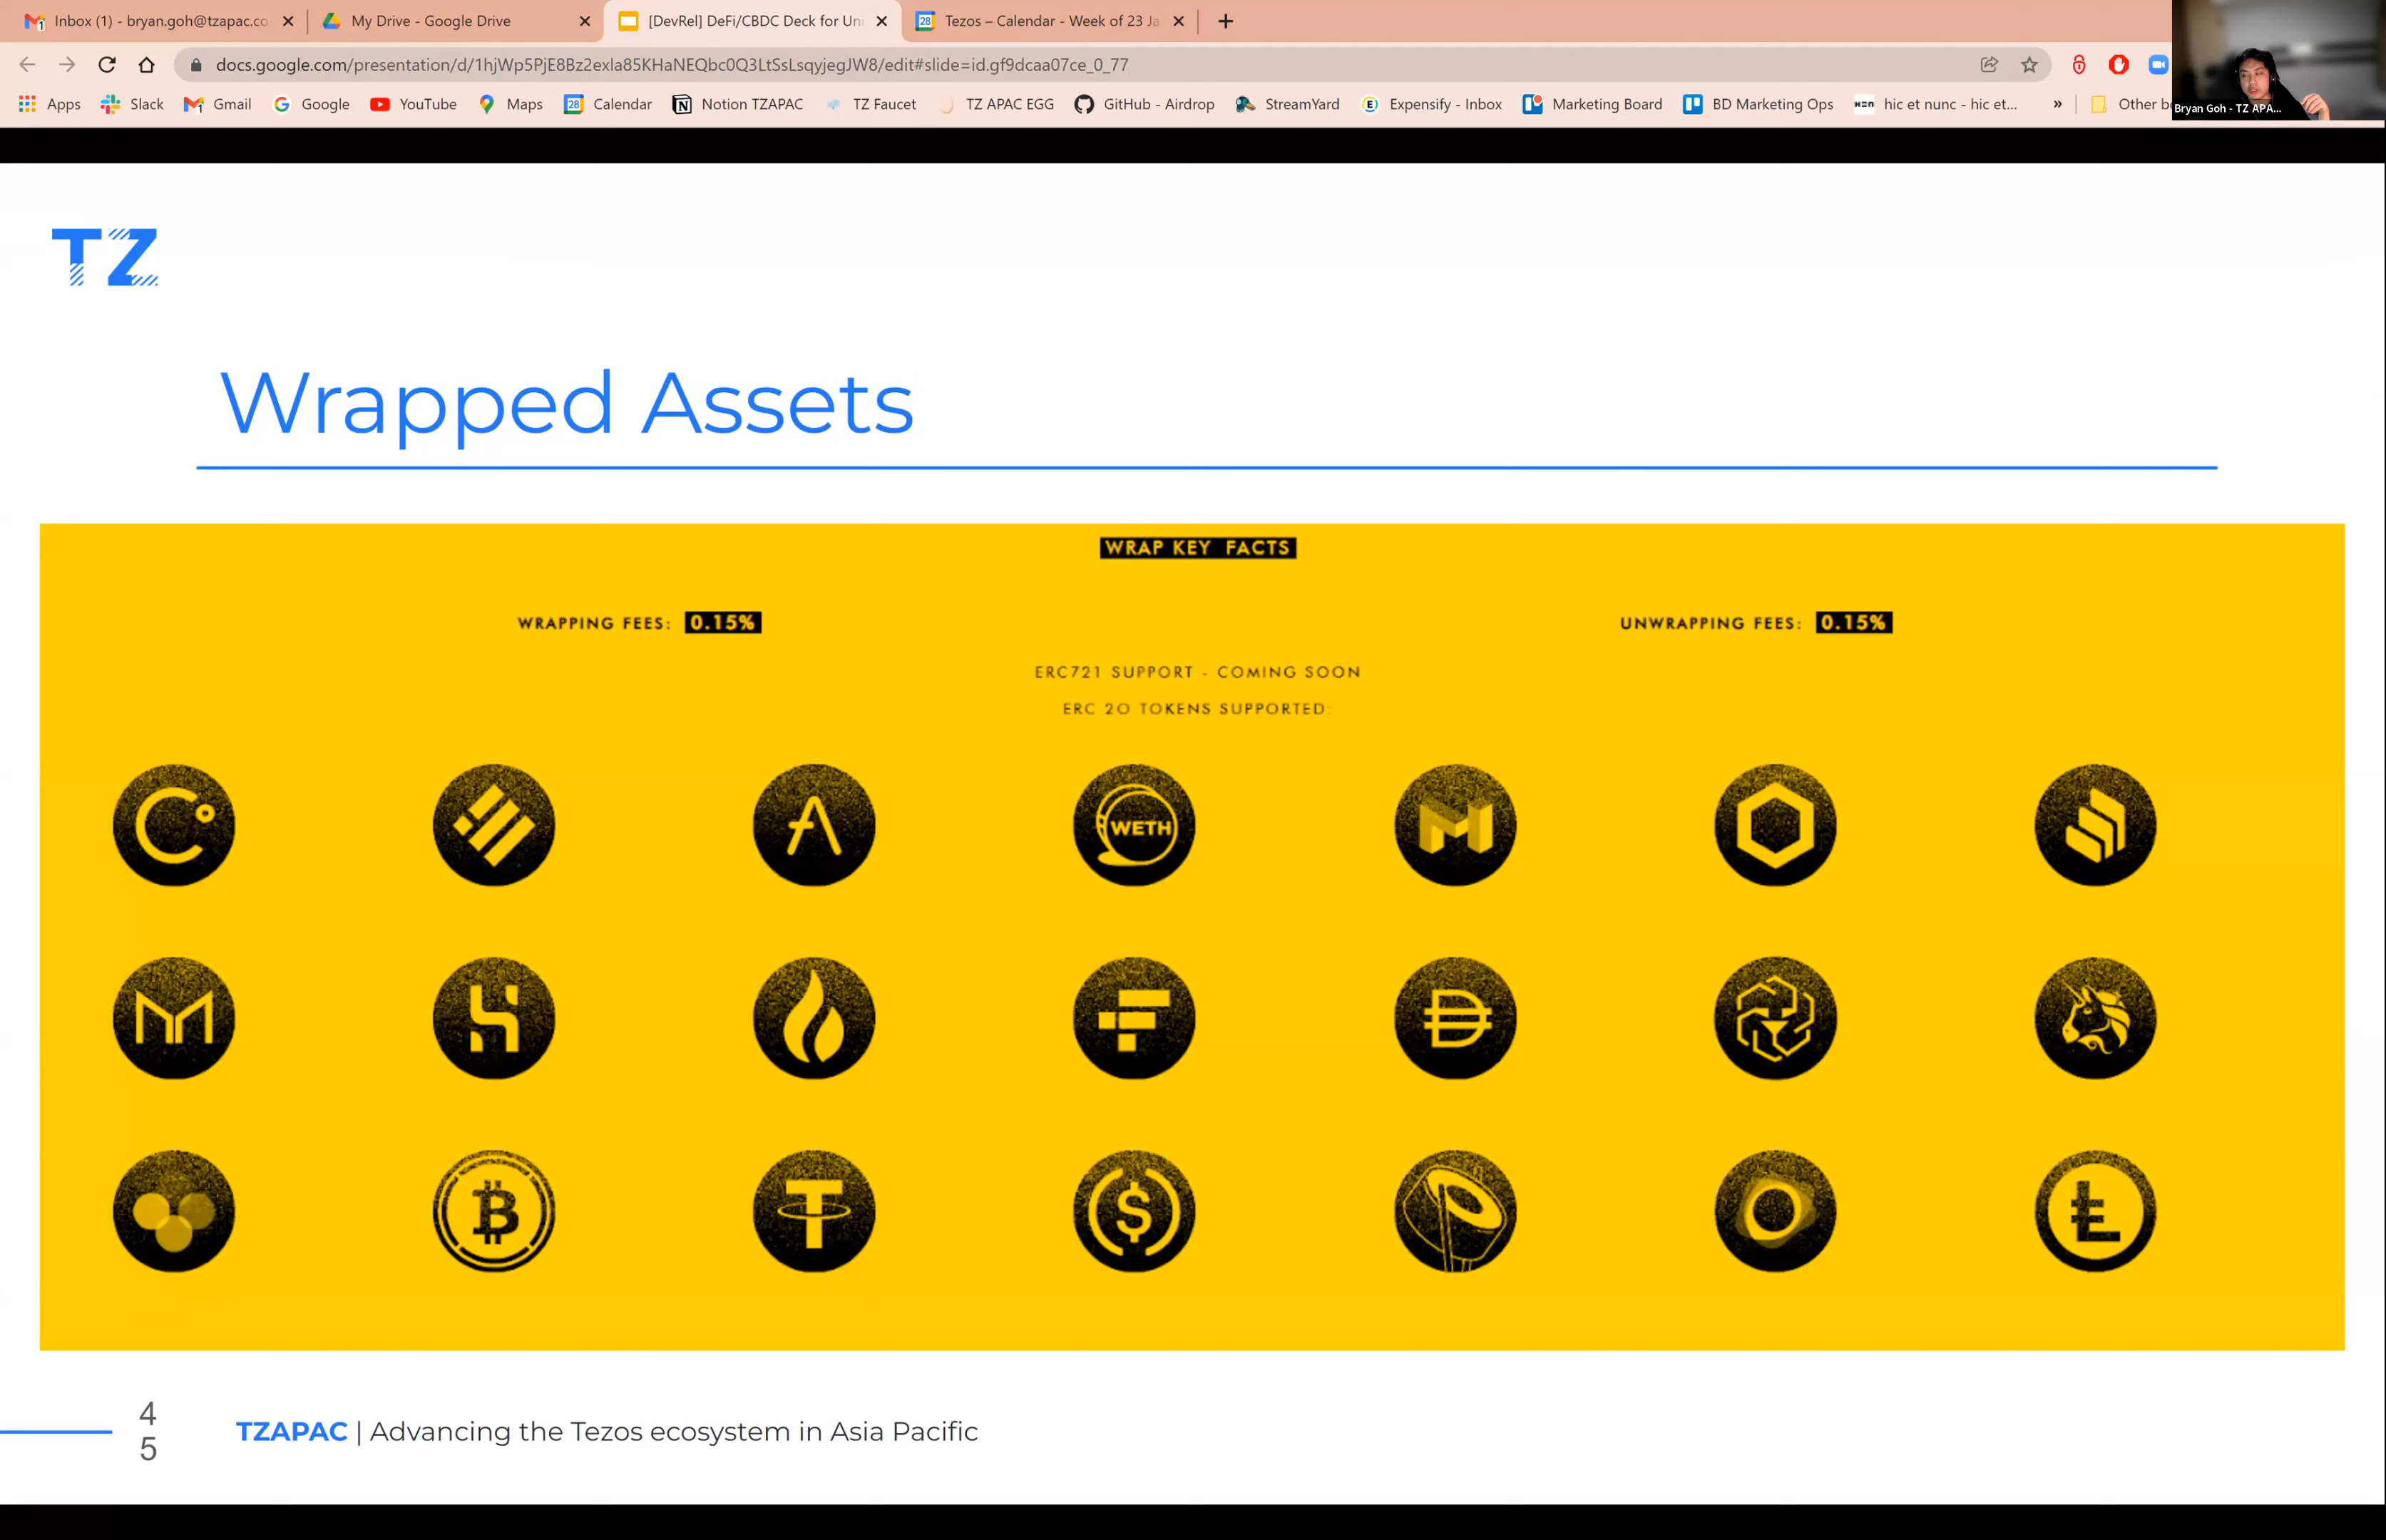 Inbox (1) - bryan.goh@tzapac.co
My Drive - Google Drive
[DevRel] DeFi/CBDC Deck for Uni
28 Tezos – Calendar - Week of 23 Ja
docs.google.com/presentation/d/1hjWp5PjE8Bz2exla85KHaNEQbc0Q3LtSsLsqyjegJW8/edit#slide=id.gf9dcaa07ce_0_77
Apps Slack Gmail Google YouTube Maps 28 Calendar Notion TZAPAC TZ Faucet TZ APAC EGG GitHub - Airdrop StreamYard Expensify - Inbox Marketing Board BD Marketing Ops hic et nunc - hic et... » Other b
Bryan Goh - TZ APA...
TZ
Wrapped Assets
WRAP KEY FACTS
WRAPPING FEES: 0.15%
UNWRAPPING FEES: 0.15%
ERC721 SUPPORT - COMING SOON
ERC 20 TOKENS SUPPORTED:
WETH
4
5
TZAPAC | Advancing the Tezos ecosystem in Asia Pacific